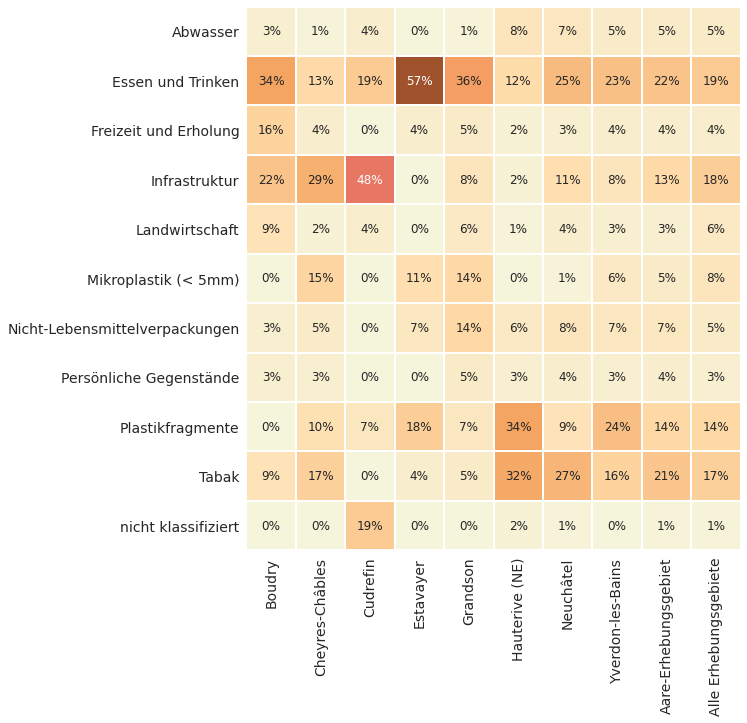 Abwasser 3% 1% 4% 0% 1% 8% 7% 5% 5% 5%
Essen und Trinken 34% 13% 19% 57% 36% 12% 25% 23% 22% 19%
Freizeit und Erholung 16% 4% 0% 4% 5% 2% 3% 4% 4% 4%
Infrastruktur 22% 29% 48% 0% 8% 2% 11% 8% 13% 18%
Landwirtschaft 9% 2% 4% 0% 6% 1% 4% 3% 3% 6%
Mikroplastik (< 5mm) 0% 15% 0% 11% 14% 0% 1% 6% 5% 8%
Nicht-Lebensmittelverpackungen 3% 5% 0% 7% 14% 6% 8% 7% 7% 5%
Persönliche Gegenstände 3% 3% 0% 0% 5% 3% 4% 3% 4% 3%
Plastikfragmente 0% 10% 7% 18% 7% 34% 9% 24% 14% 14%
Tabak 9% 17% 0% 4% 5% 32% 27% 16% 21% 17%
nicht klassifiziert 0% 0% 19% 0% 0% 2% 1% 0% 1% 1%
Boudry
Cheyres-Châbles
Cudrefin
Estavayer
Grandson
Hauterive (NE)
Neuchâtel
Yverdon-les-Bains
Aare-Erhebungsgebiet
Alle Erhebungsgebiete